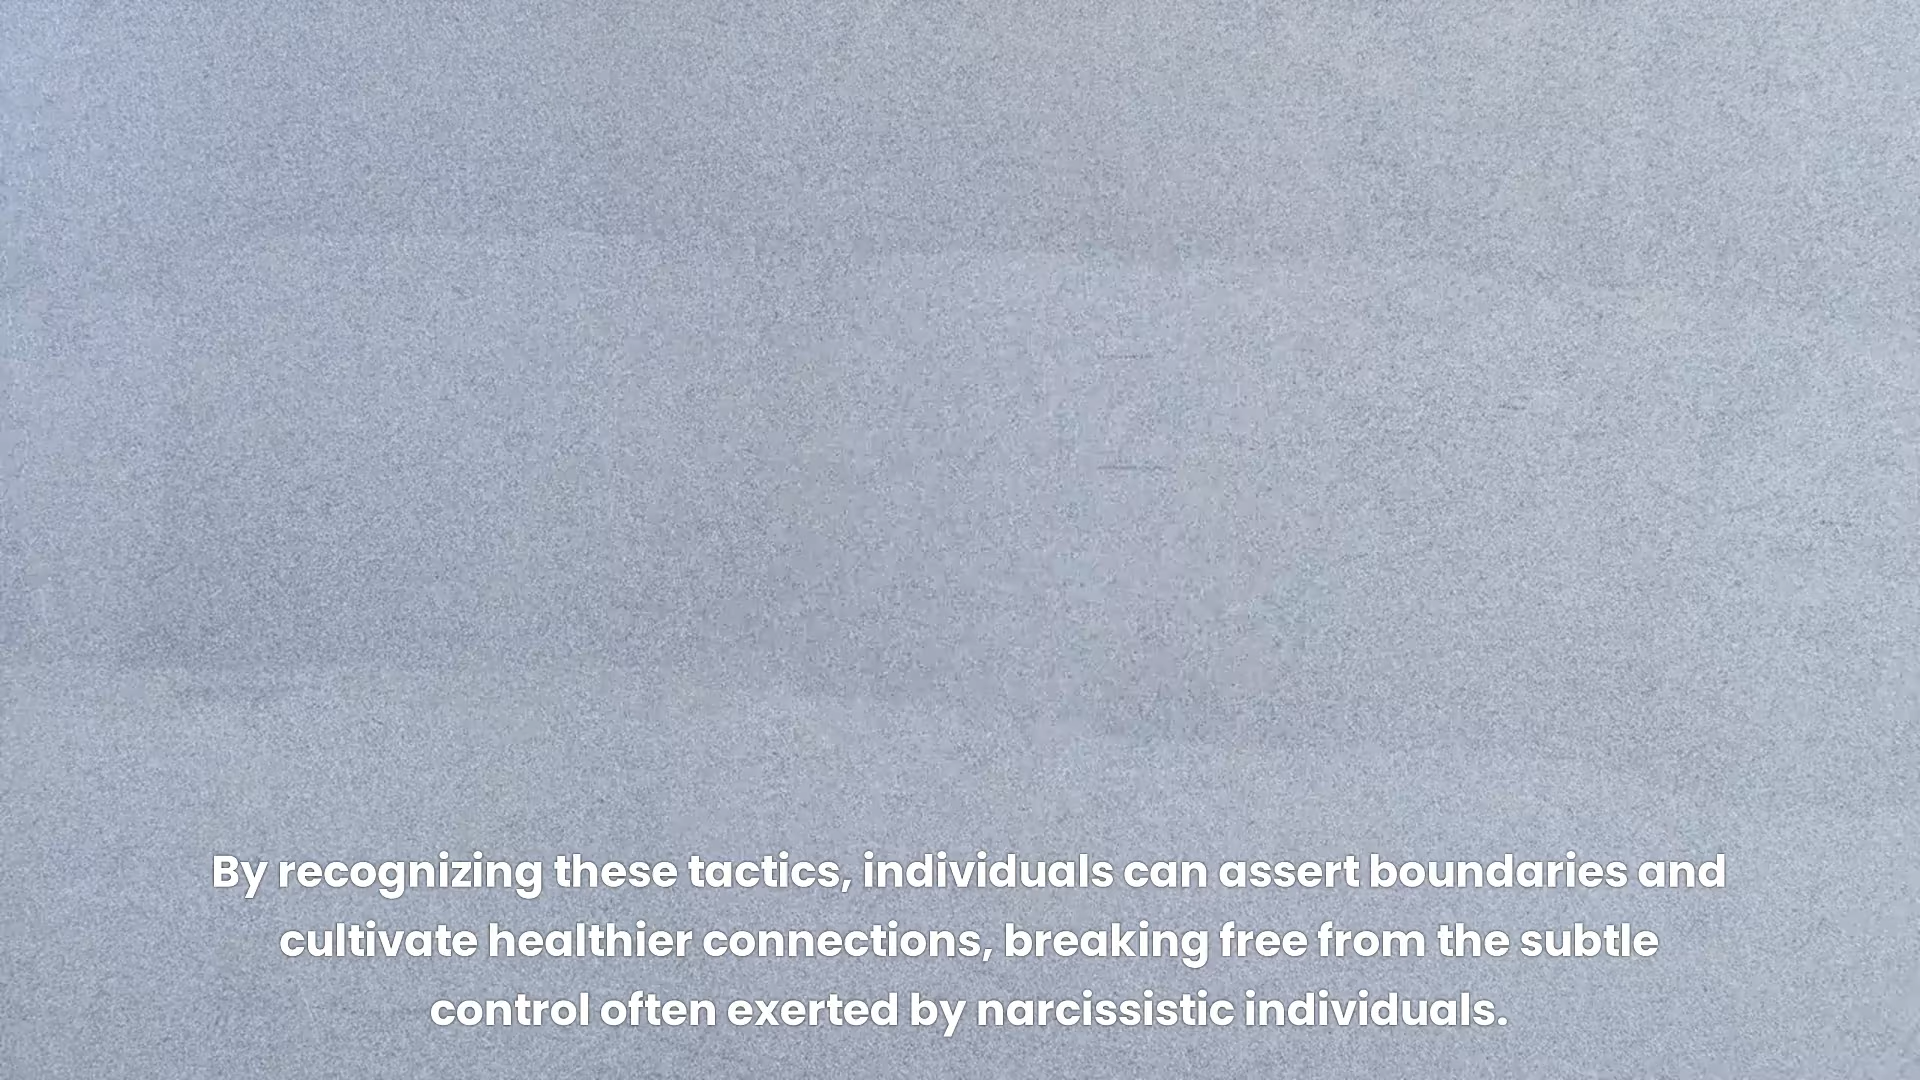 By recognizing these tactics, individuals can assert boundaries and
cultivate healthier connections, breaking free from the subtle
control often exerted by narcissistic individuals.